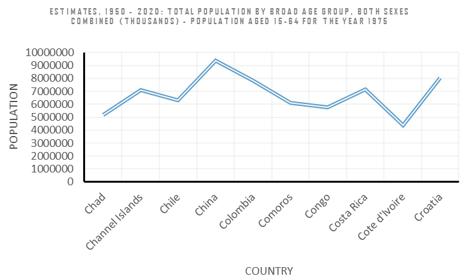 ESTIMATES, 1950 - 2020: TOTAL POPULATION BY BROAD AGE GROUP, BOTH SEXES
COMBINED (THOUSANDS) - POPULATION AGED 15-64 FOR THE YEAR 1975
10000000
9000000
8000000
7000000
6000000
5000000
4000000
3000000
2000000
1000000
0
POPULATION
Chad
Channel Islands
Chile
China
Colombia
Comoros
Congo
Costa Rica
Cote d'Ivoire
Croatia
COUNTRY